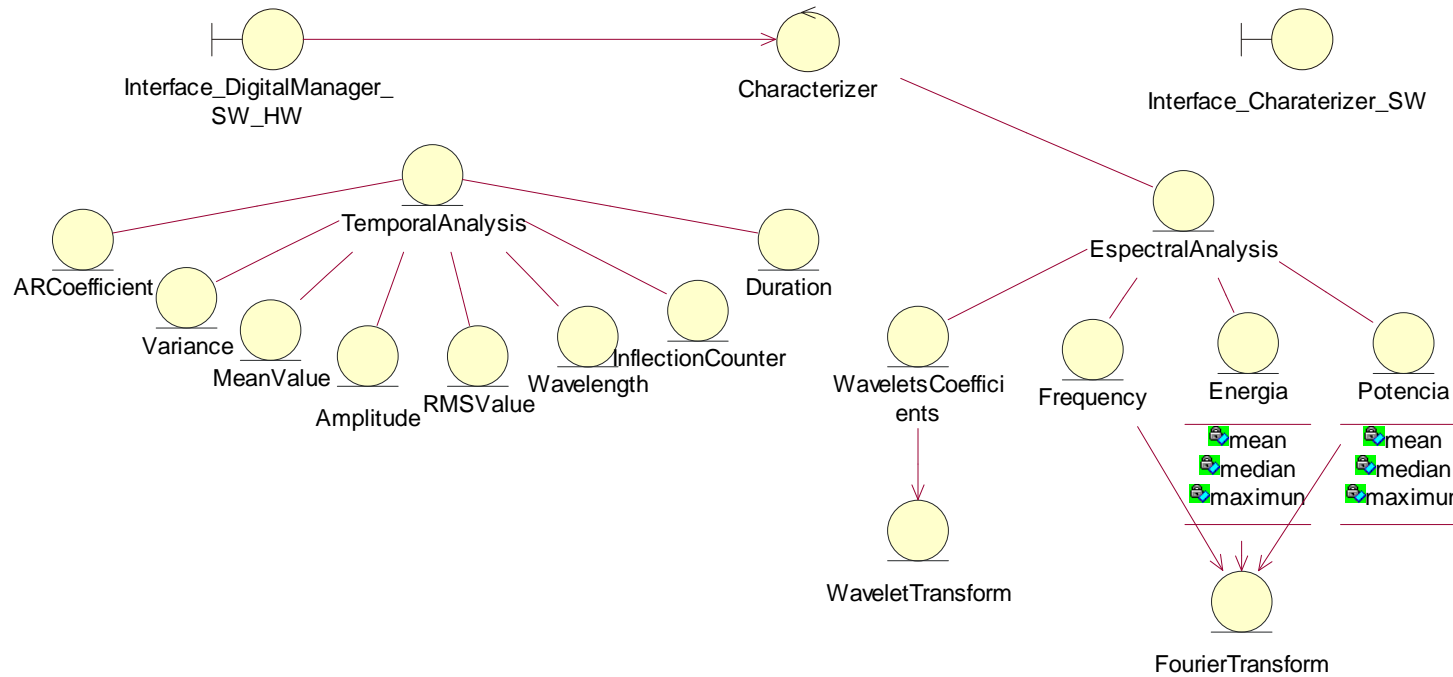 Interface_DigitalManager_
SW_HW
Characterizer
Interface_Charaterizer_SW
TemporalAnalysis
EspectralAnalysis
ARCoefficient
Duration
Variance
MeanValue
Amplitude
RMSValue
Wavelength
InflectionCounter
WaveletsCoeffici
ents
Frequency
Energia
mean
median
maximun
Potencia
mean
median
maximun
WaveletTransform
FourierTransform